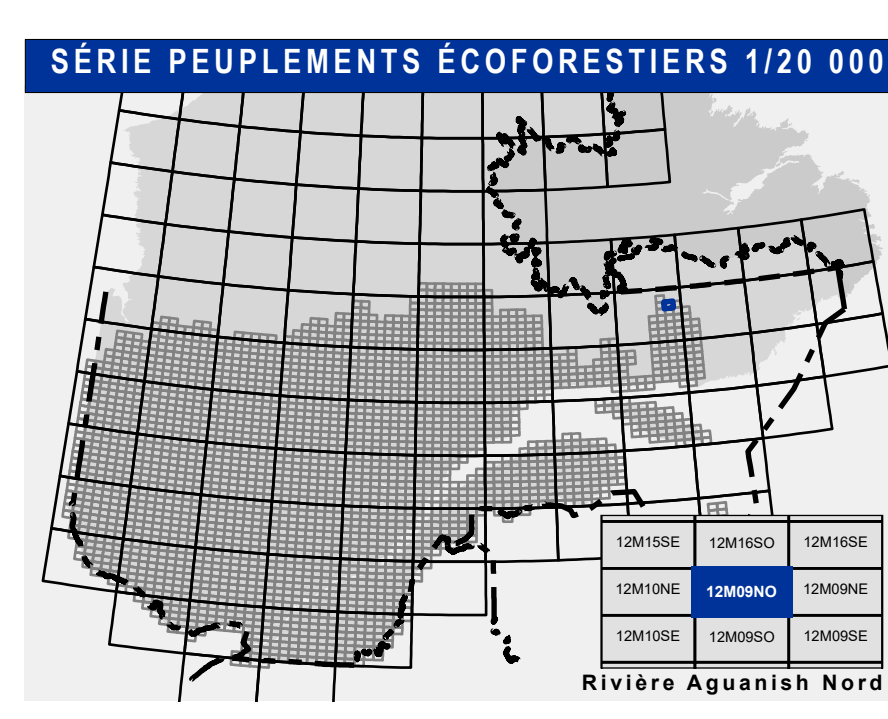 SÉRIE PEUPLEMENTS ÉCOFORESTIERS 1/20 000
12M15SE 12M16SO 12M16SE
12M10NE 12M09NO 12M09NE
12M10SE 12M09SO 12M09SE
Rivière Aguanish Nord